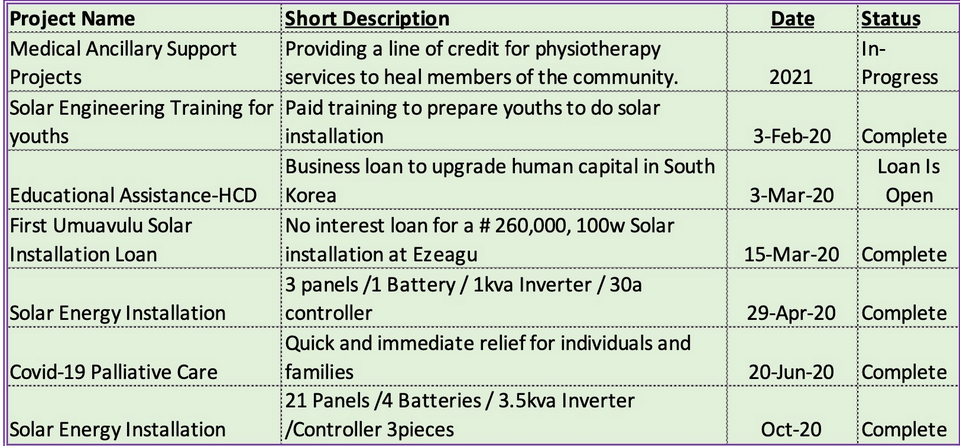 Project Name Short Description Date Status
Medical Ancillary Support Projects Providing a line of credit for physiotherapy services to heal members of the community. 2021 In-Progress
Solar Engineering Training for youths Paid training to prepare youths to do solar installation 3-Feb-20 Complete
Educational Assistance-HCD Business loan to upgrade human capital in South Korea 3-Mar-20 Loan Is Open
First Umuavulu Solar Installation Loan No interest loan for a # 260,000, 100w Solar installation at Ezeagu 15-Mar-20 Complete
Solar Energy Installation 3 panels /1 Battery / 1kva Inverter / 30a controller 29-Apr-20 Complete
Covid-19 Palliative Care Quick and immediate relief for individuals and families 20-Jun-20 Complete
Solar Energy Installation 21 Panels /4 Batteries / 3.5kva Inverter /Controller 3pieces Oct-20 Complete